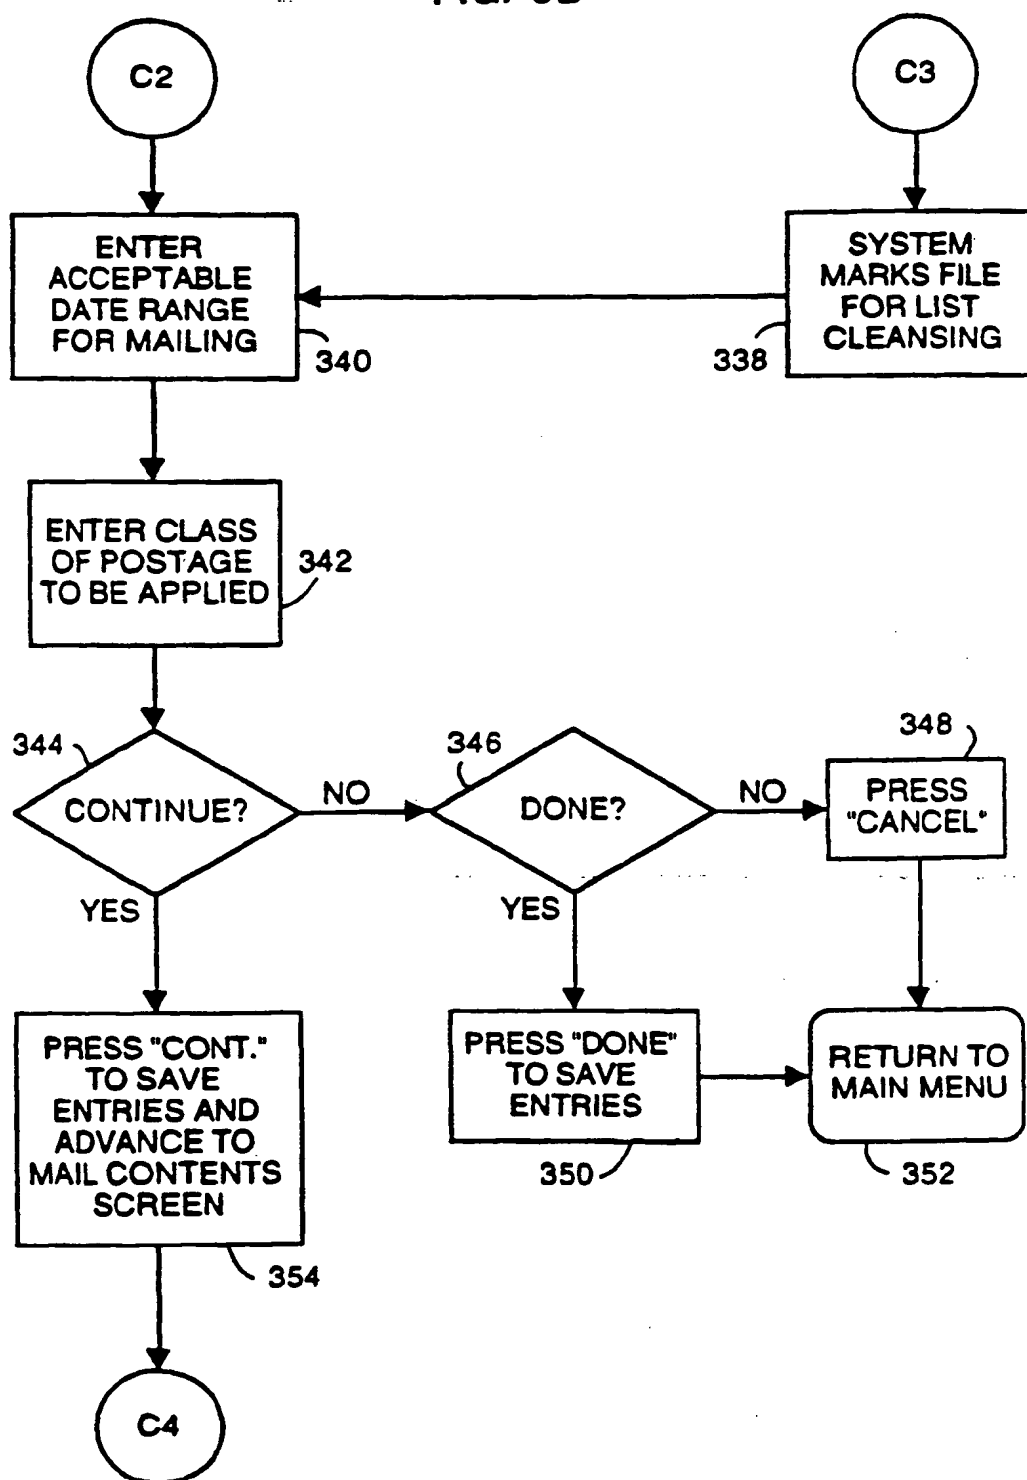 C2
C3
ENTER
ACCEPTABLE
DATE RANGE
FOR MAILING
340
SYSTEM
MARKS FILE
FOR LIST
CLEANSING
338
ENTER CLASS
OF POSTAGE
TO BE APPLIED
342
344
CONTINUE?
NO
346
DONE?
NO
348
PRESS
"CANCEL"
YES
YES
PRESS "CONT."
TO SAVE
ENTRIES AND
ADVANCE TO
MAIL CONTENTS
SCREEN
354
PRESS "DONE"
TO SAVE
ENTRIES
350
RETURN TO
MAIN MENU
352
C4